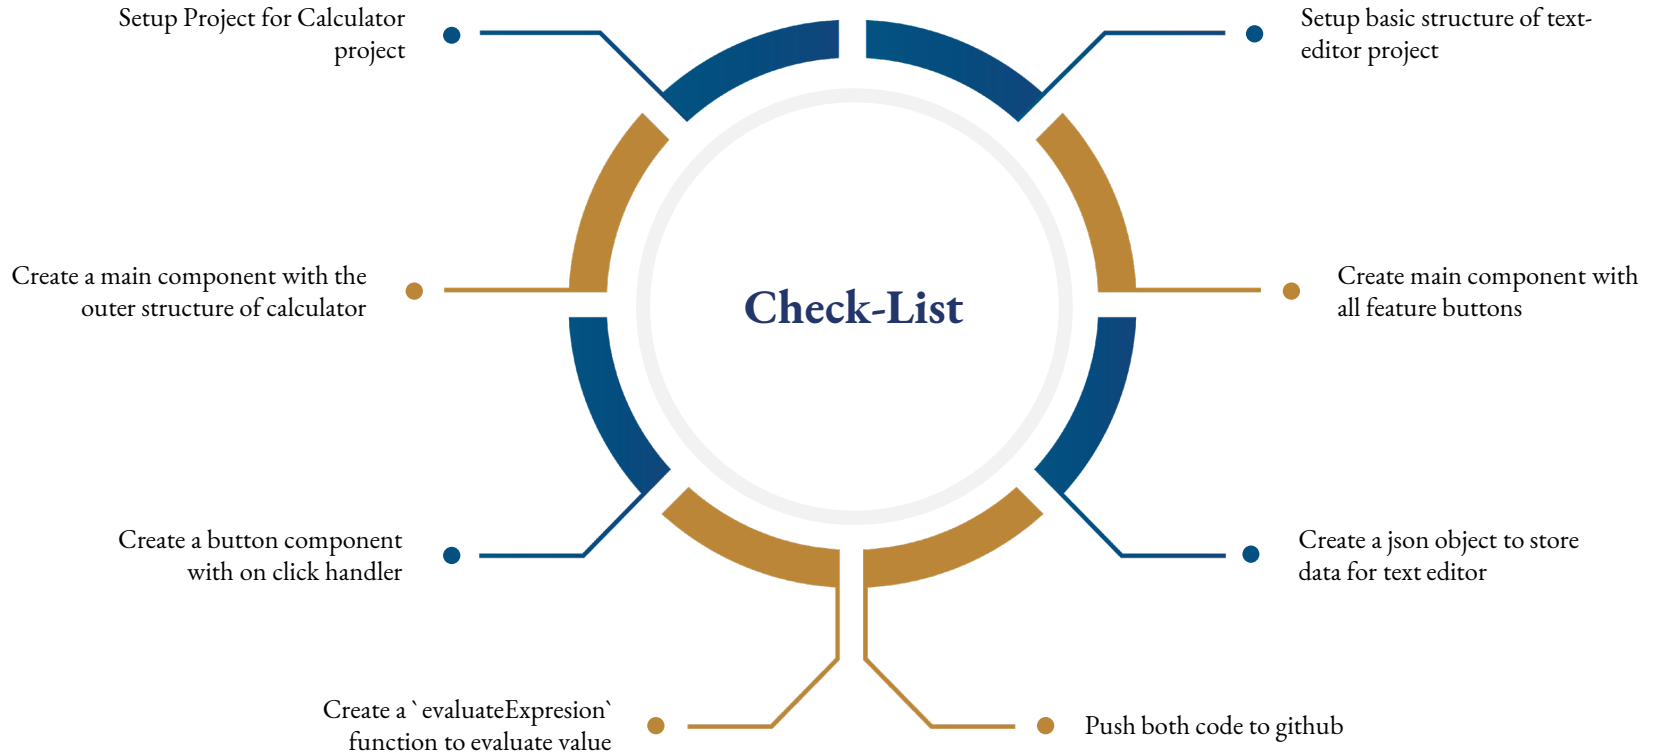 Setup Project for Calculator
project
Create a main component with the
outer structure of calculator
Create a button component
with on click handler
Create a `evaluateExpresion`
function to evaluate value
Check-List
Setup basic structure of text-
editor project
Create main component with
all feature buttons
Create a json object to store
data for text editor
Push both code to github